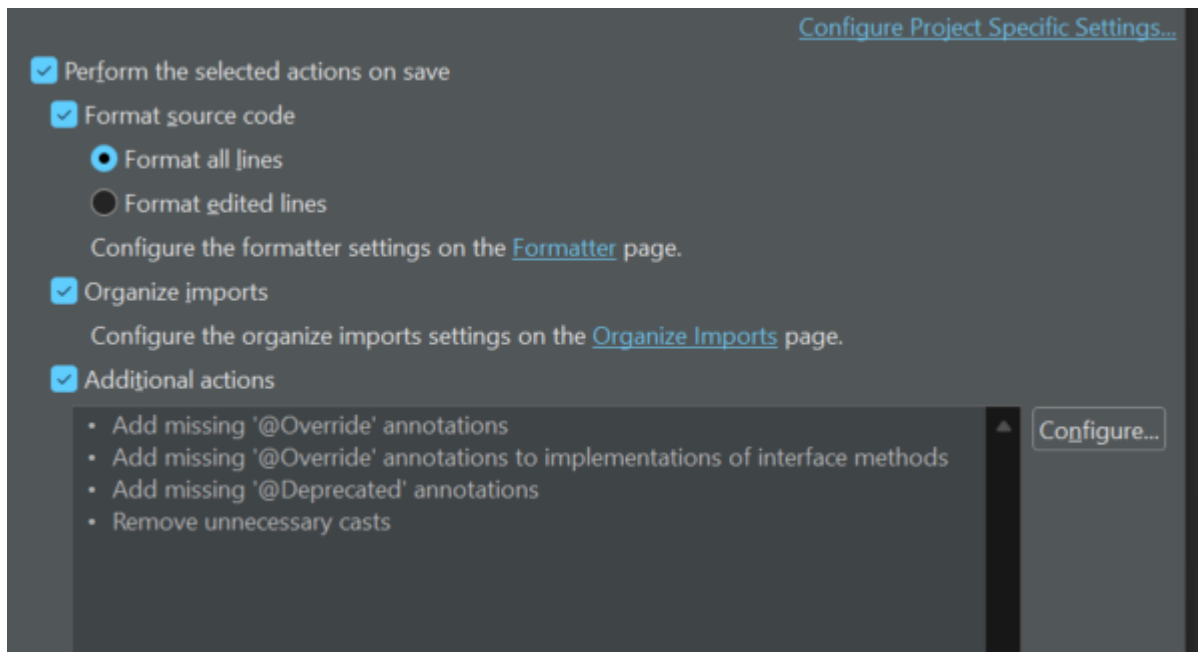 Configure Project Specific Settings...
Perform the selected actions on save
Format source code
Format all lines
Format edited lines
Configure the formatter settings on the Formatter page.
Organize imports
Configure the organize imports settings on the Organize Imports page.
Additional actions
• Add missing '@Override' annotations
• Add missing '@Override' annotations to implementations of interface methods
• Add missing '@Deprecated' annotations
• Remove unnecessary casts
Configure...